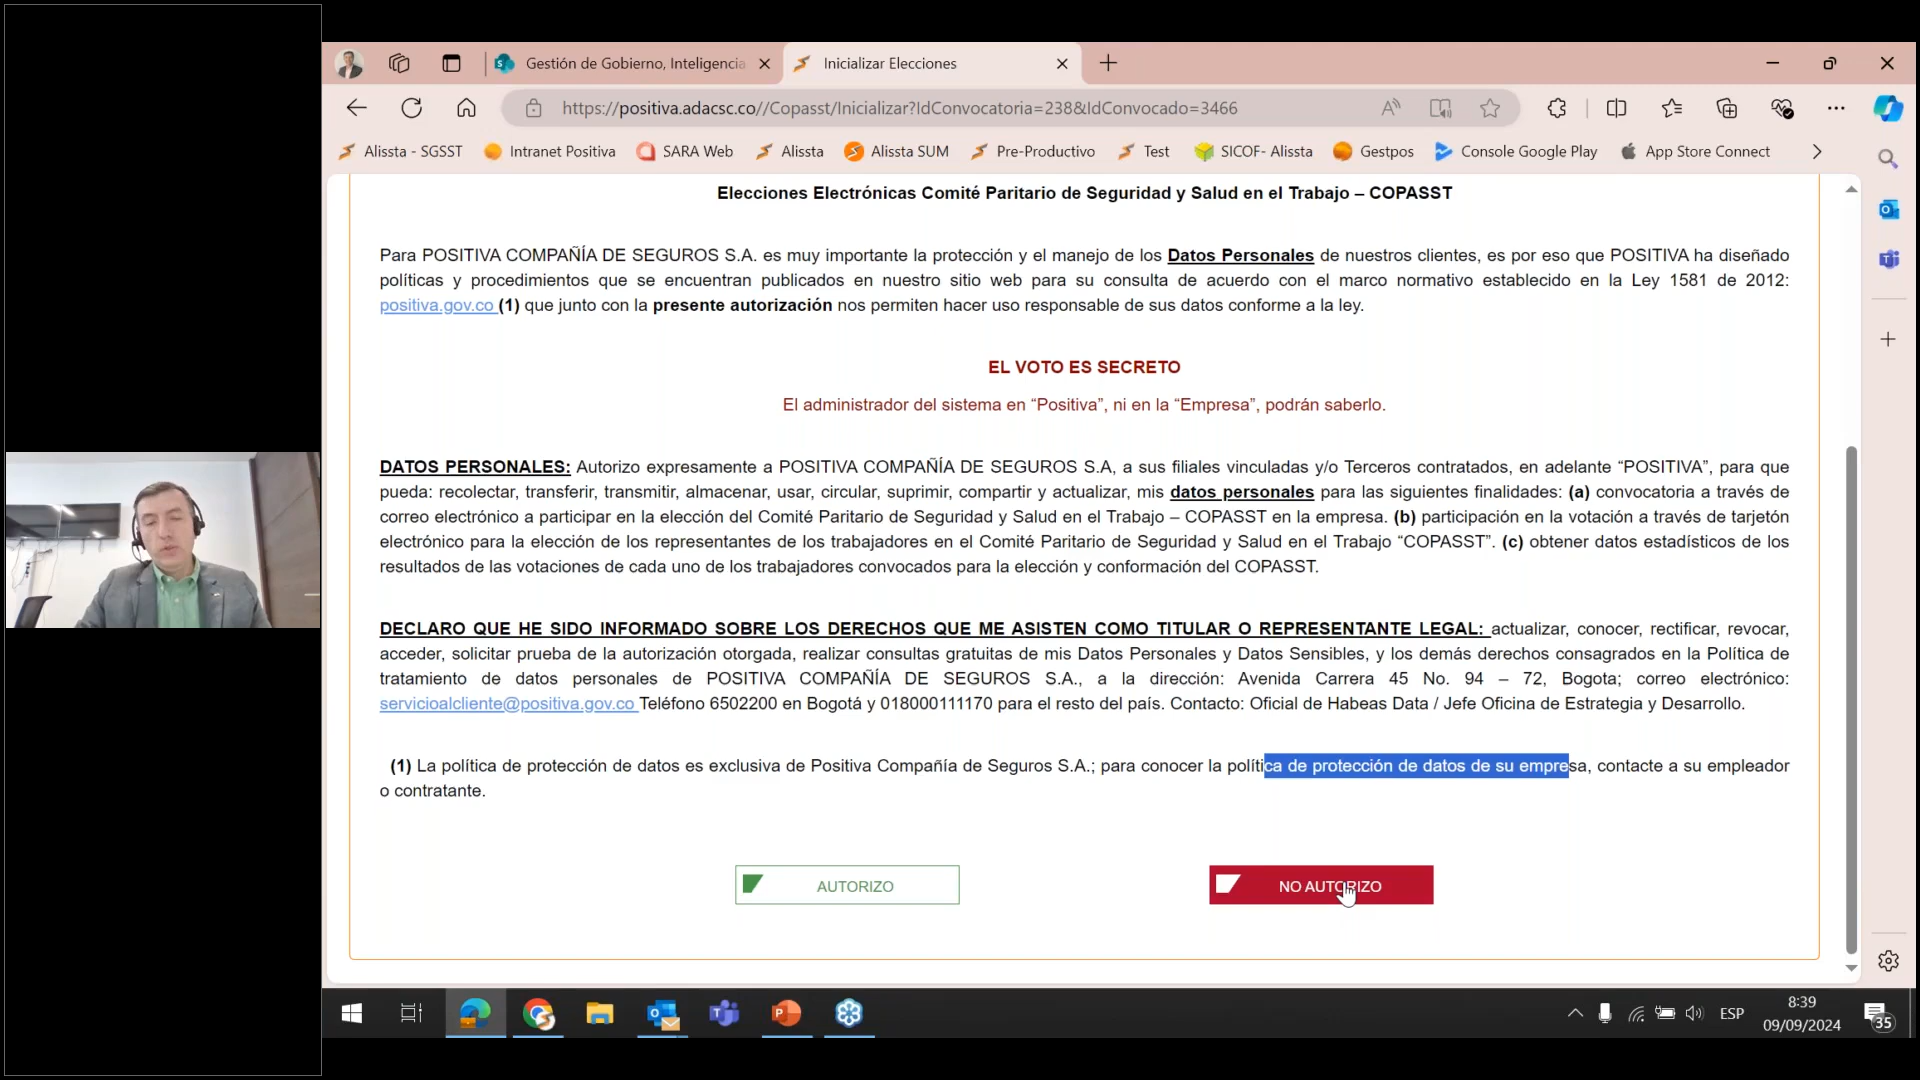 Gestión de Gobierno, Inteligencia
Inicializar Elecciones
https://positiva.adacsc.co//Copasst/Inicializar?IdConvocatoria=238&IdConvocado=3466
Alissta - SGSST
Intranet Positiva
SARA Web
Alissta
Alissta SUM
Pre-Productivo
Test
SICOF- Alissta
Gestpos
Console Google Play
App Store Connect
Elecciones Electrónicas Comité Paritario de Seguridad y Salud en el Trabajo – COPASST
Para POSITIVA COMPAÑÍA DE SEGUROS S.A. es muy importante la protección y el manejo de los Datos Personales de nuestros clientes, es por eso que POSITIVA ha diseñado
políticas y procedimientos que se encuentran publicados en nuestro sitio web para su consulta de acuerdo con el marco normativo establecido en la Ley 1581 de 2012:
positiva.gov.co (1) que junto con la presente autorización nos permiten hacer uso responsable de sus datos conforme a la ley.
EL VOTO ES SECRETO
El administrador del sistema en “Positiva”, ni en la “Empresa”, podrán saberlo.
DATOS PERSONALES: Autorizo expresamente a POSITIVA COMPAÑÍA DE SEGUROS S.A, a sus filiales vinculadas y/o Terceros contratados, en adelante “POSITIVA”, para que
pueda: recolectar, transferir, transmitir, almacenar, usar, circular, suprimir, compartir y actualizar, mis datos personales para las siguientes finalidades: (a) convocatoria a través de
correo electrónico a participar en la elección del Comité Paritario de Seguridad y Salud en el Trabajo – COPASST en la empresa. (b) participación en la votación a través de tarjetón
electrónico para la elección de los representantes de los trabajadores en el Comité Paritario de Seguridad y Salud en el Trabajo “COPASST”. (c) obtener datos estadísticos de los
resultados de las votaciones de cada uno de los trabajadores convocados para la elección y conformación del COPASST.
DECLARO QUE HE SIDO INFORMADO SOBRE LOS DERECHOS QUE ME ASISTEN COMO TITULAR O REPRESENTANTE LEGAL: actualizar, conocer, rectificar, revocar,
acceder, solicitar prueba de la autorización otorgada, realizar consultas gratuitas de mis Datos Personales y Datos Sensibles, y los demás derechos consagrados en la Política de
tratamiento de datos personales de POSITIVA COMPAÑÍA DE SEGUROS S.A., a la dirección: Avenida Carrera 45 No. 94 – 72, Bogota; correo electrónico:
servicioalcliente@positiva.gov.co Teléfono 6502200 en Bogotá y 018000111170 para el resto del país. Contacto: Oficial de Habeas Data / Jefe Oficina de Estrategia y Desarrollo.
(1) La política de protección de datos es exclusiva de Positiva Compañía de Seguros S.A.; para conocer la política de protección de datos de su empresa, contacte a su empleador
o contratante.
AUTORIZO
NO AUTORIZO
ESP
8:39
09/09/2024
35